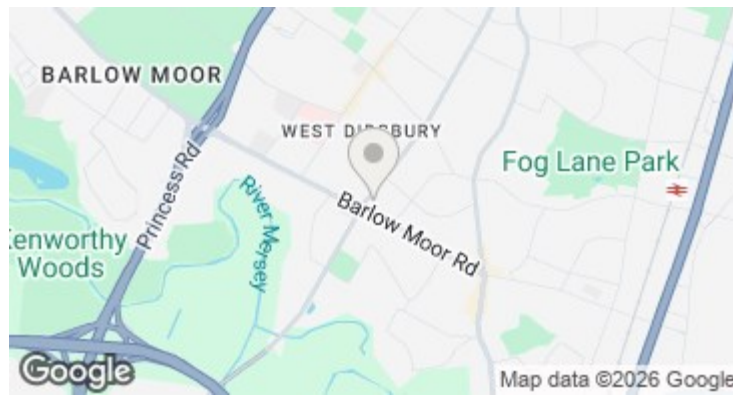 BARLOW MOOR
WEST DIDSBURY
Fog Lane Park
Princess Rd
River Mersey
Barlow Moor Rd
Kenworthy
Woods
Google
Map data ©2026 Google